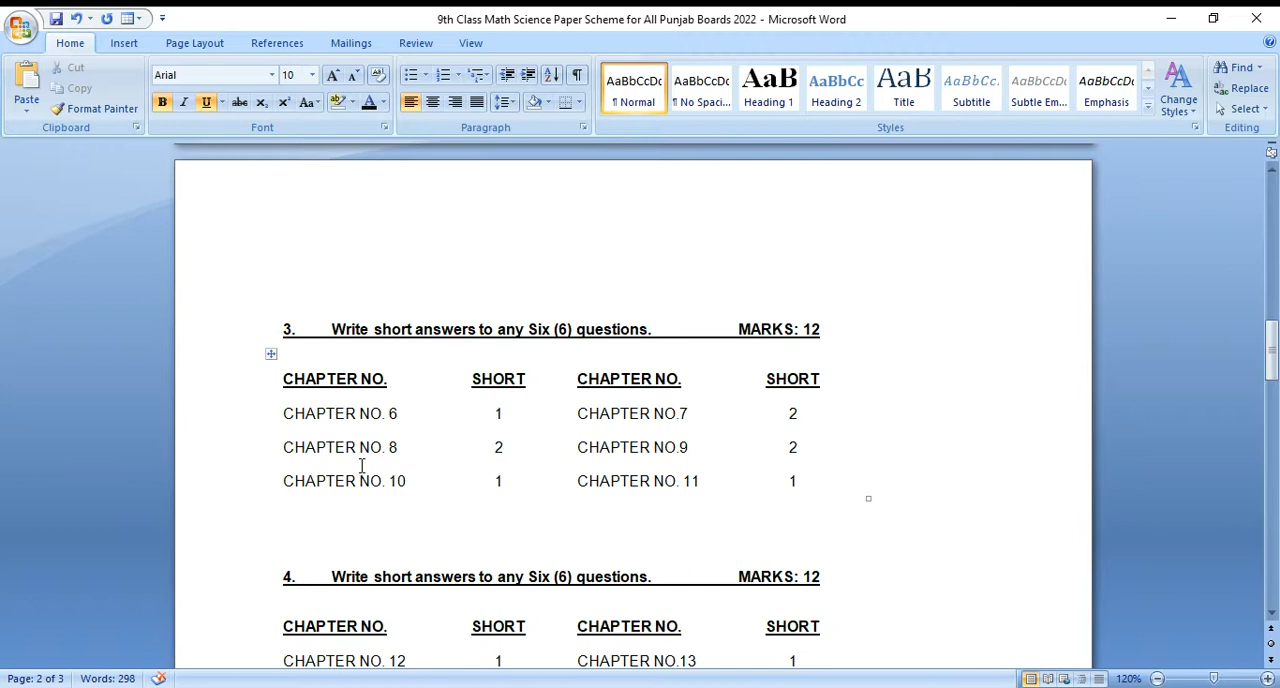 9th Class Math Science Paper Scheme for All Punjab Boards 2022 - Microsoft Word
Home Insert Page Layout References Mailings Review View
Paste
Cut
Copy
Format Painter
Clipboard
Arial 10
B I U abc X₂ X² Aa ab A
Font
Paragraph
AaBbCcDc AaBbCcDc AaB AaBbCc AaB AaBbCc. AaBbCcDc AaBbCcDc
¶ Normal ¶ No Spaci... Heading 1 Heading 2 Title Subtitle Subtle Em... Emphasis
Change Styles
Styles
Find
Replace
Select
Editing
3. Write short answers to any Six (6) questions. MARKS: 12
CHAPTER NO. SHORT CHAPTER NO. SHORT
CHAPTER NO. 6 1 CHAPTER NO.7 2
CHAPTER NO. 8 2 CHAPTER NO.9 2
CHAPTER NO. 10 1 CHAPTER NO. 11 1
4. Write short answers to any Six (6) questions. MARKS: 12
CHAPTER NO. SHORT CHAPTER NO. SHORT
CHAPTER NO. 12 1 CHAPTER NO.13 1
Page: 2 of 3 Words: 298 120%